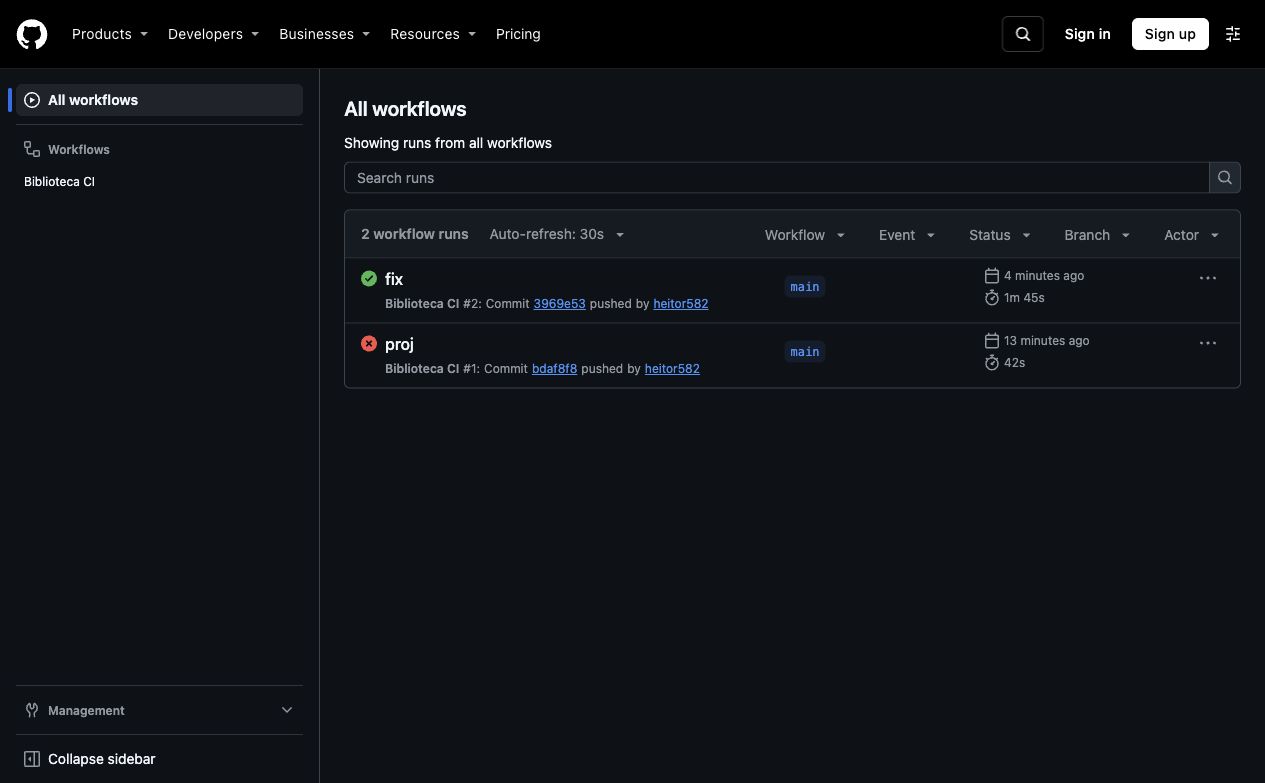 Products Developers Businesses Resources Pricing Sign in Sign up
All workflows
Workflows
Biblioteca CI
Management
Collapse sidebar
All workflows
Showing runs from all workflows
Search runs
2 workflow runs Auto-refresh: 30s Workflow Event Status Branch Actor
fix
Biblioteca CI #2: Commit 3969e53 pushed by heitor582
main
4 minutes ago
1m 45s
proj
Biblioteca CI #1: Commit bdaf8f8 pushed by heitor582
main
13 minutes ago
42s